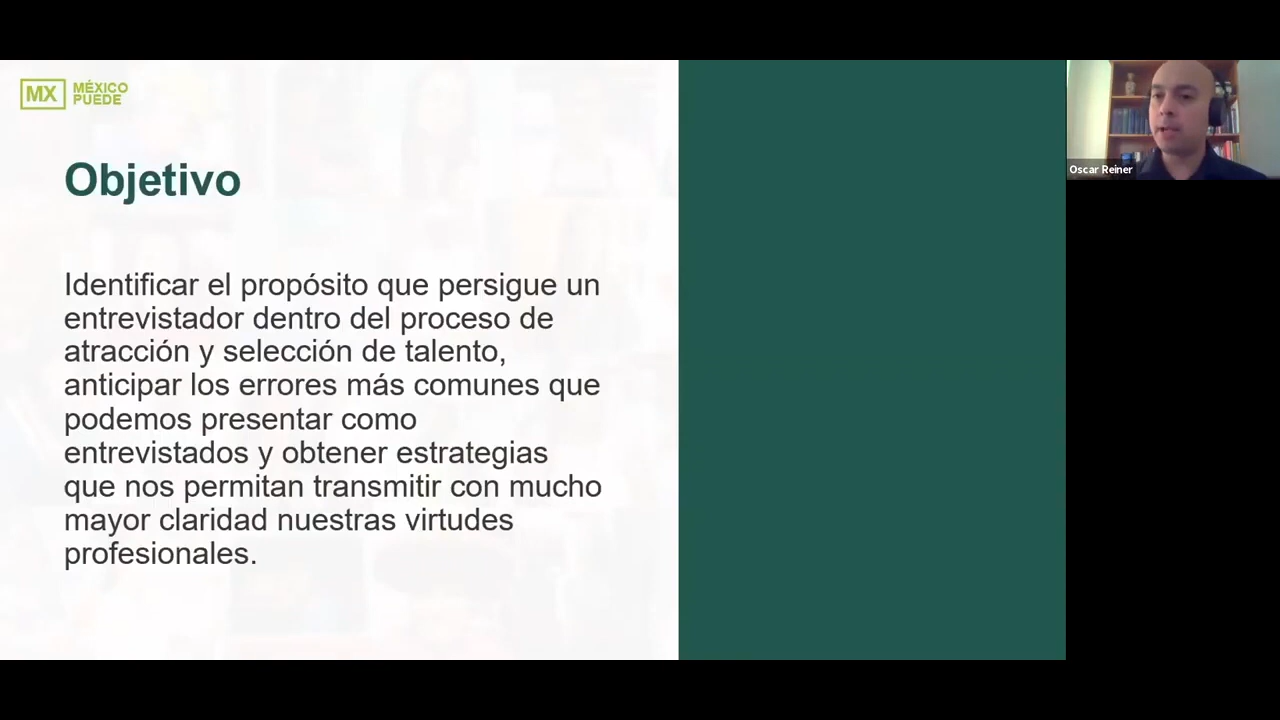 MX MÉXICO
PUEDE
Objetivo
Identificar el propósito que persigue un
entrevistador dentro del proceso de
atracción y selección de talento,
anticipar los errores más comunes que
podemos presentar como
entrevistados y obtener estrategias
que nos permitan transmitir con mucho
mayor claridad nuestras virtudes
profesionales.
Oscar Reiner